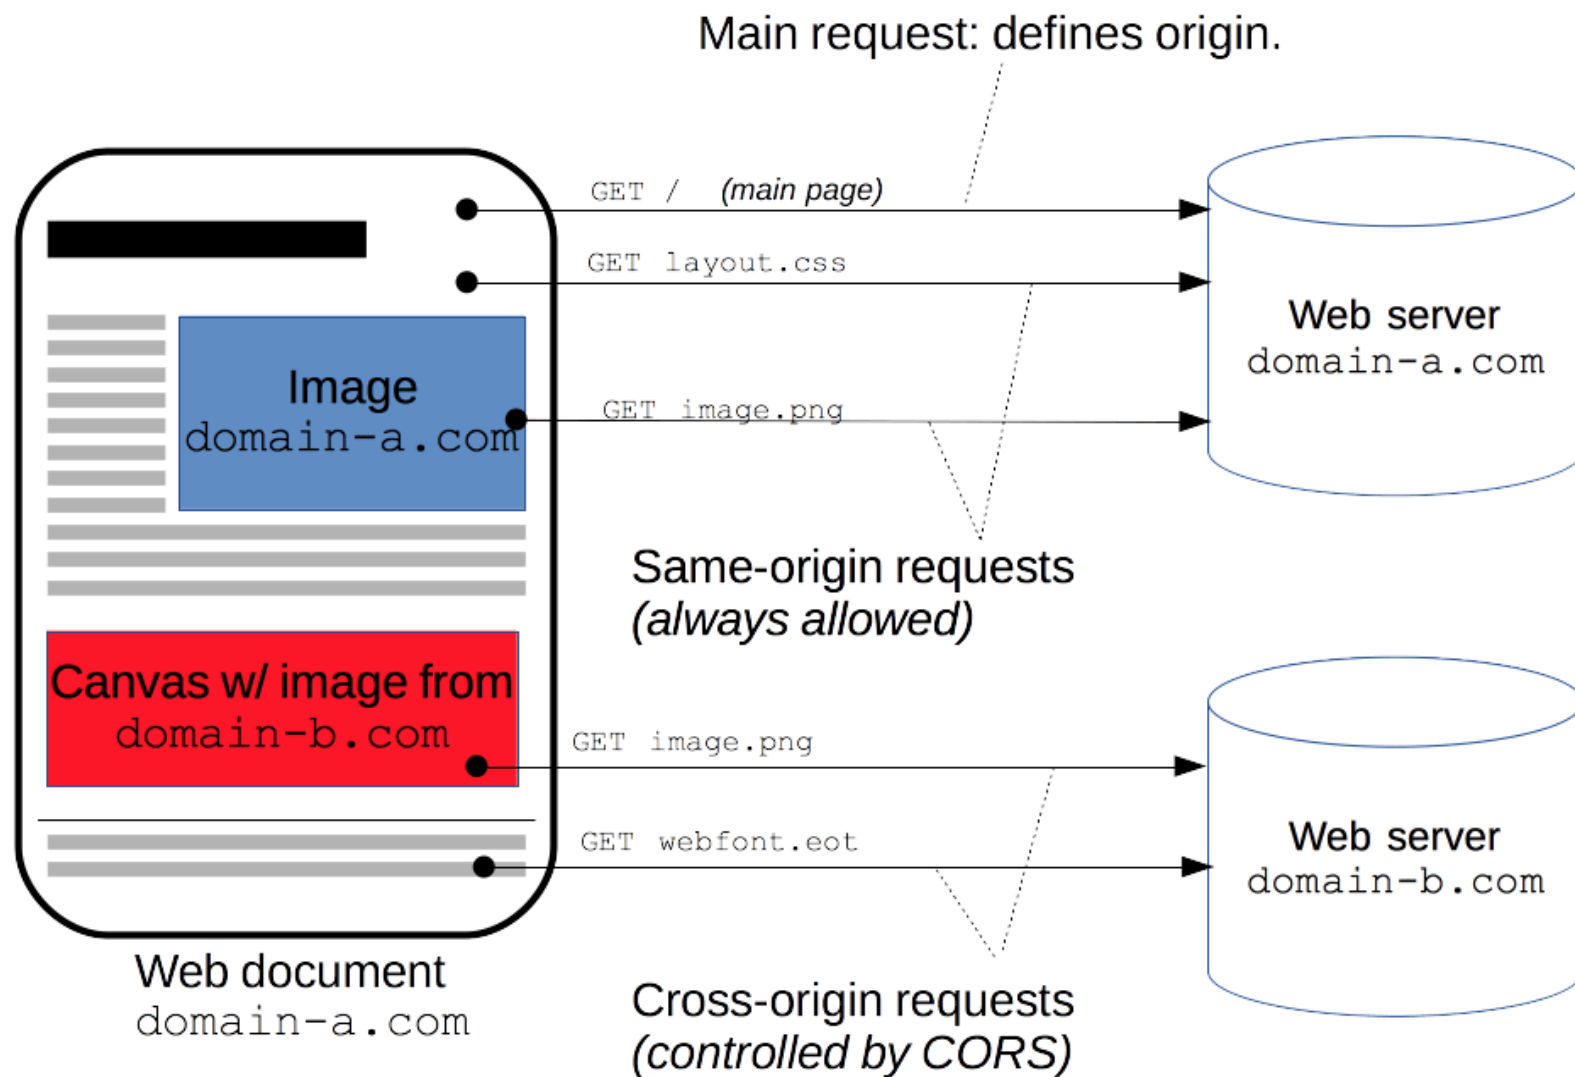 Main request: defines origin.
GET / (main page)
GET layout.css
Image
domain-a.com
GET image.png
Web server
domain-a.com
Same-origin requests
(always allowed)
Canvas w/ image from
domain-b.com
GET image.png
GET webfont.eot
Web server
domain-b.com
Web document
domain-a.com
Cross-origin requests
(controlled by CORS)